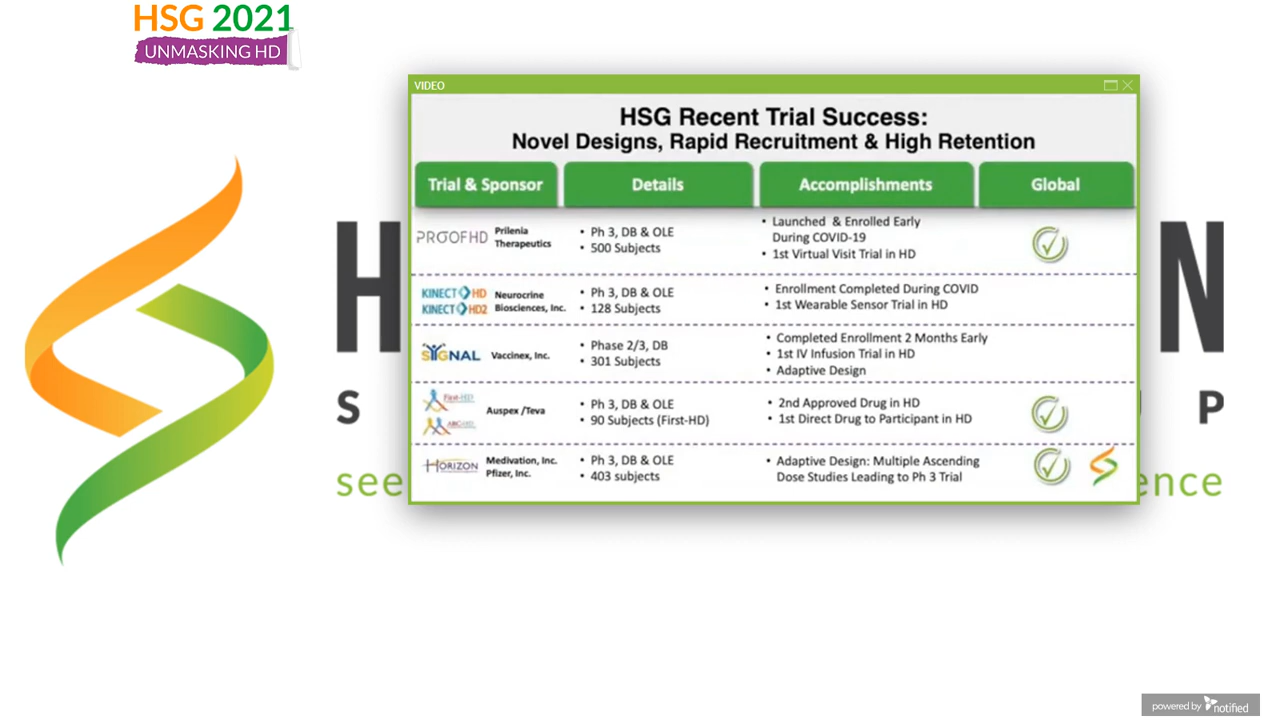 HSG 2021
UNMASKING HD
VIDEO
HSG Recent Trial Success:
Novel Designs, Rapid Recruitment & High Retention
Trial & Sponsor
Details
Accomplishments
Global
PROOFHD
Prilenia
Therapeutics
• Ph 3, DB & OLE
• 500 Subjects
• Launched & Enrolled Early
During COVID-19
• 1st Virtual Visit Trial in HD
KINECT HD
KINECT HD2
Neurocrine
Biosciences, Inc.
• Ph 3, DB & OLE
• 128 Subjects
• Enrollment Completed During COVID
• 1st Wearable Sensor Trial in HD
SIGNAL
Vaccinex, Inc.
• Phase 2/3, DB
• 301 Subjects
• Completed Enrollment 2 Months Early
• 1st IV Infusion Trial in HD
• Adaptive Design
First-HD
ARC-HD
Auspex /Teva
• Ph 3, DB & OLE
• 90 Subjects (First-HD)
• 2nd Approved Drug in HD
• 1st Direct Drug to Participant in HD
HORIZON
Medivation, Inc.
Pfizer, Inc.
• Ph 3, DB & OLE
• 403 subjects
• Adaptive Design: Multiple Ascending
Dose Studies Leading to Ph 3 Trial
H N
S P
see ence
powered by notified